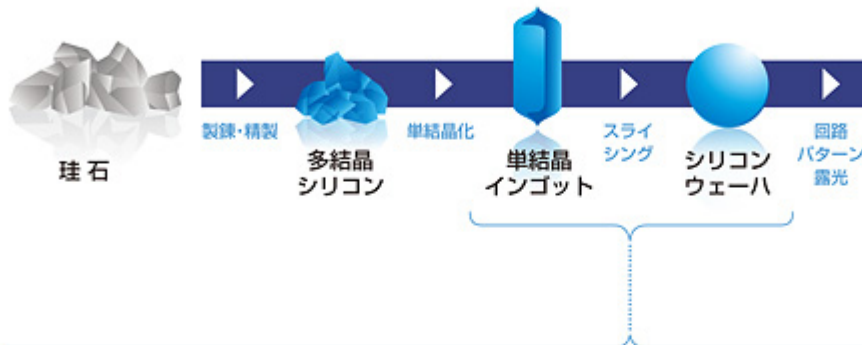 珪石
製錬・精製
多結晶
シリコン
単結晶化
単結晶
インゴット
スライ
シング
シリコン
ウェーハ
回路
パターン
露光